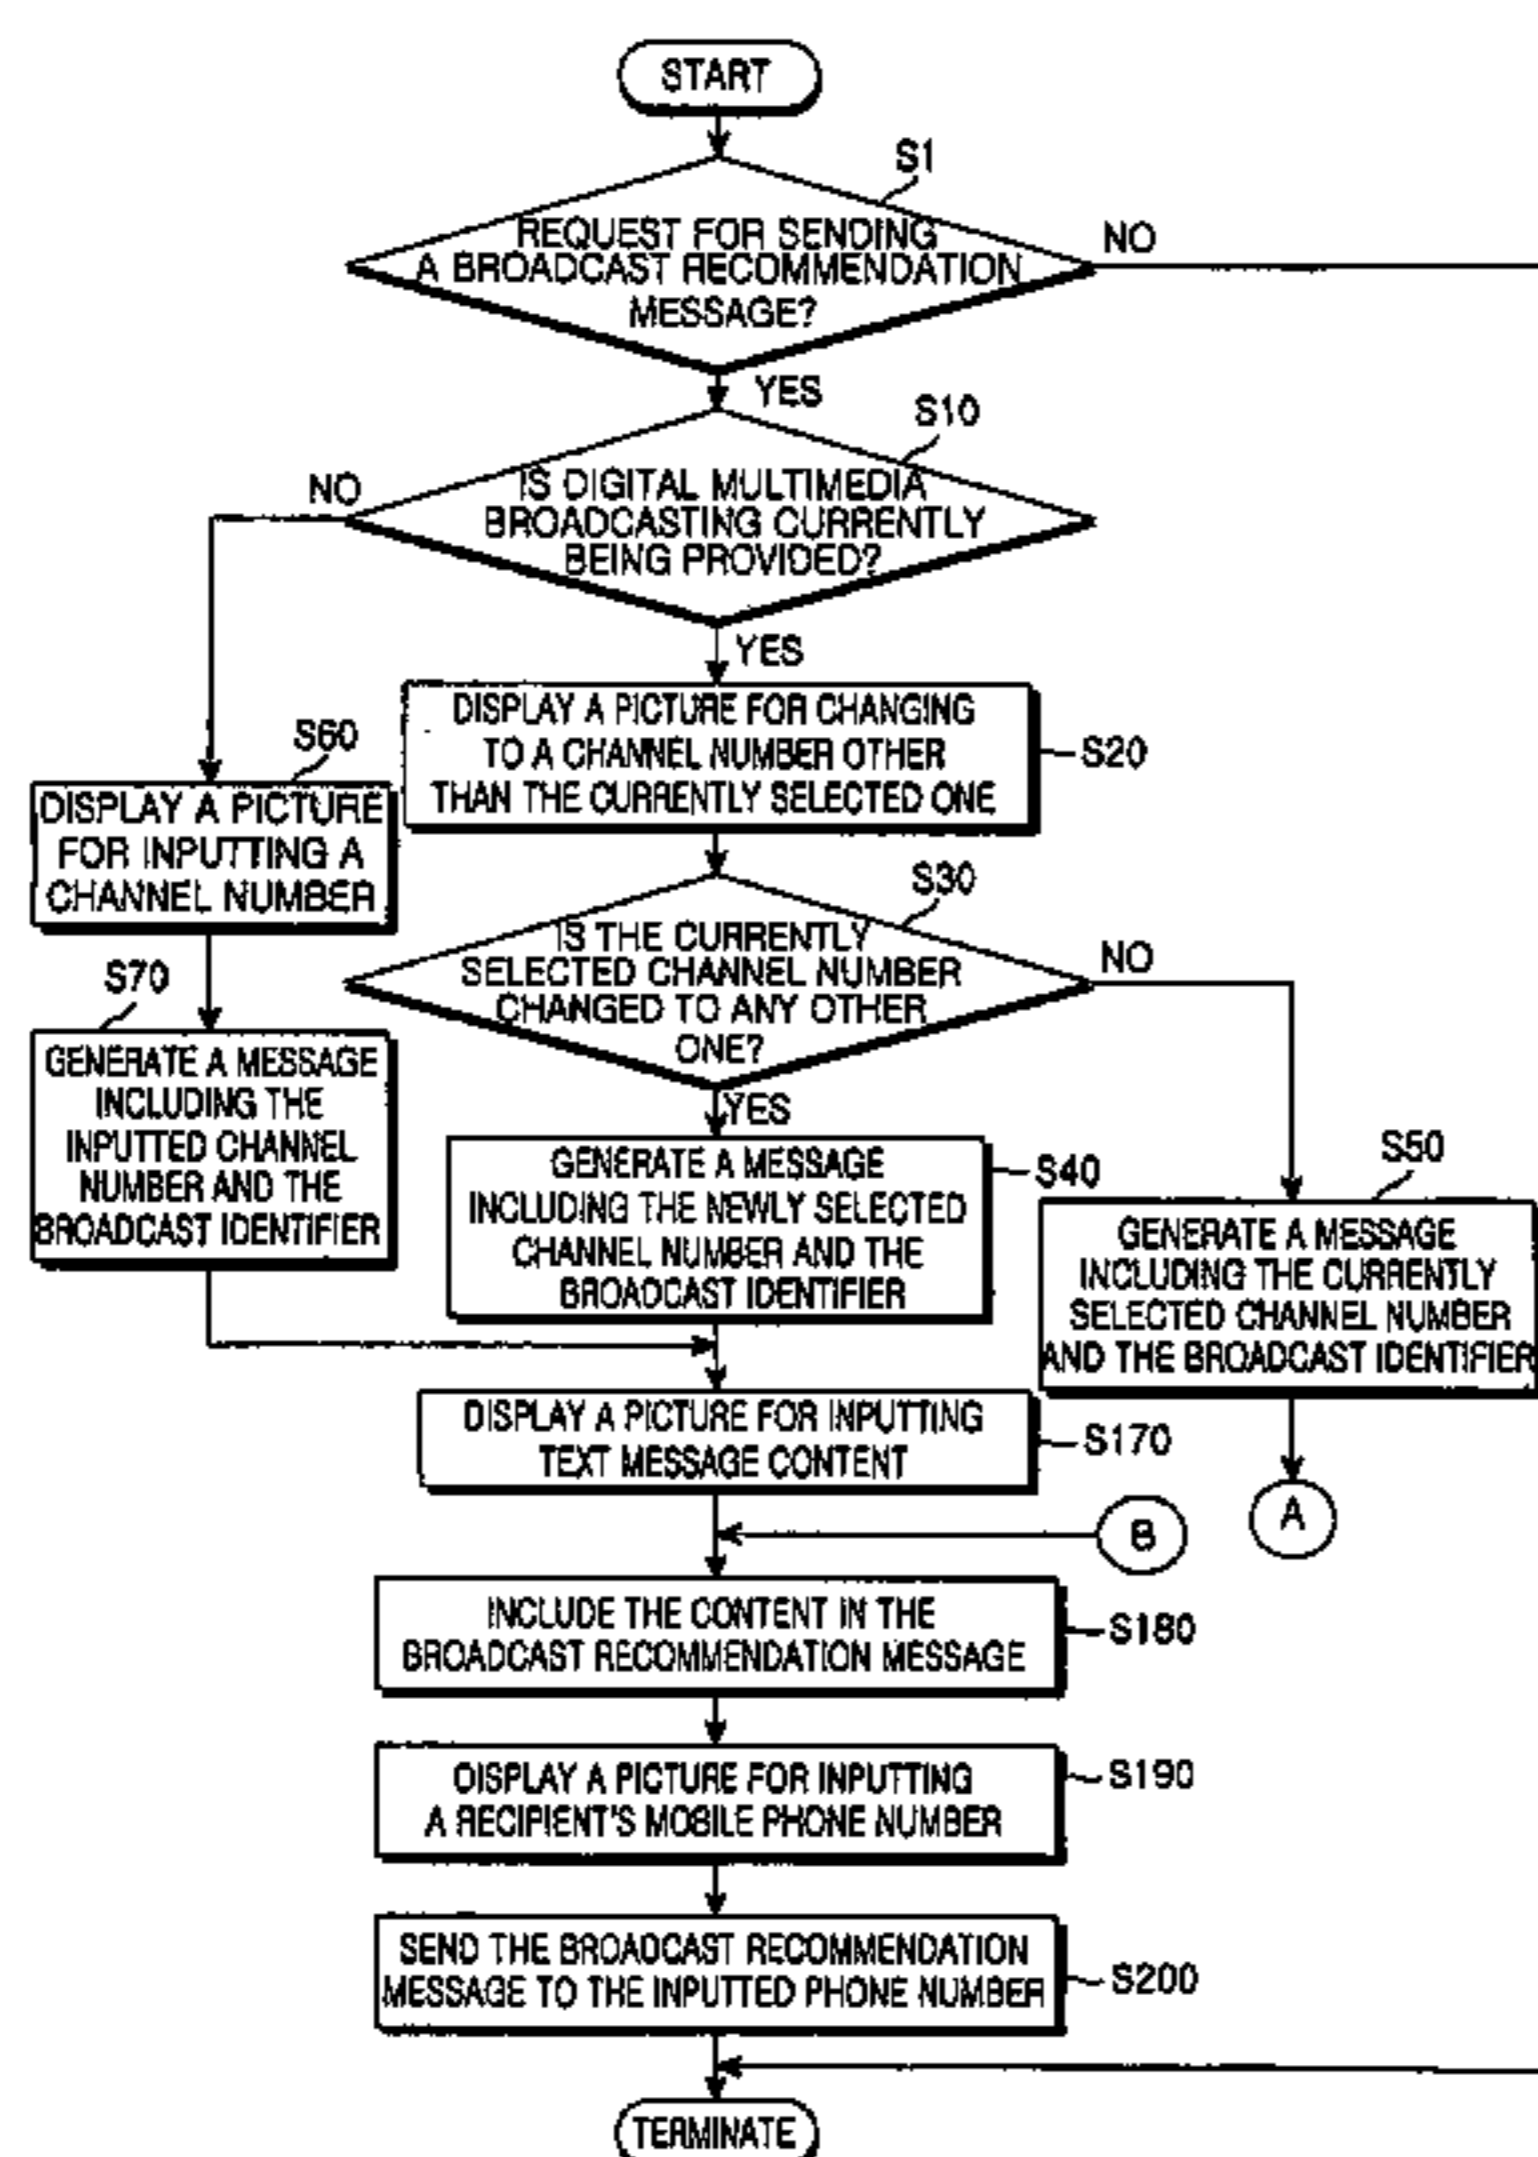 START
S1
REQUEST FOR SENDING
A BROADCAST RECOMMENDATION
MESSAGE?
NO
YES
S10
IS DIGITAL MULTIMEDIA
BROADCASTING CURRENTLY
BEING PROVIDED?
NO
YES
DISPLAY A PICTURE FOR CHANGING
TO A CHANNEL NUMBER OTHER
THAN THE CURRENTLY SELECTED ONE
S20
S60
DISPLAY A PICTURE
FOR INPUTTING A
CHANNEL NUMBER
S30
IS THE CURRENTLY
SELECTED CHANNEL NUMBER
CHANGED TO ANY OTHER
ONE?
NO
YES
S70
GENERATE A MESSAGE
INCLUDING THE
INPUTTED CHANNEL
NUMBER AND THE
BROADCAST IDENTIFIER
GENERATE A MESSAGE
INCLUDING THE NEWLY SELECTED
CHANNEL NUMBER AND THE
BROADCAST IDENTIFIER
S40
S50
GENERATE A MESSAGE
INCLUDING THE CURRENTLY
SELECTED CHANNEL NUMBER
AND THE BROADCAST IDENTIFIER
DISPLAY A PICTURE FOR INPUTTING
TEXT MESSAGE CONTENT
S170
A
B
INCLUDE THE CONTENT IN THE
BROADCAST RECOMMENDATION MESSAGE
S180
DISPLAY A PICTURE FOR INPUTTING
A RECIPIENT'S MOBILE PHONE NUMBER
S190
SEND THE BROADCAST RECOMMENDATION
MESSAGE TO THE INPUTTED PHONE NUMBER
S200
TERMINATE